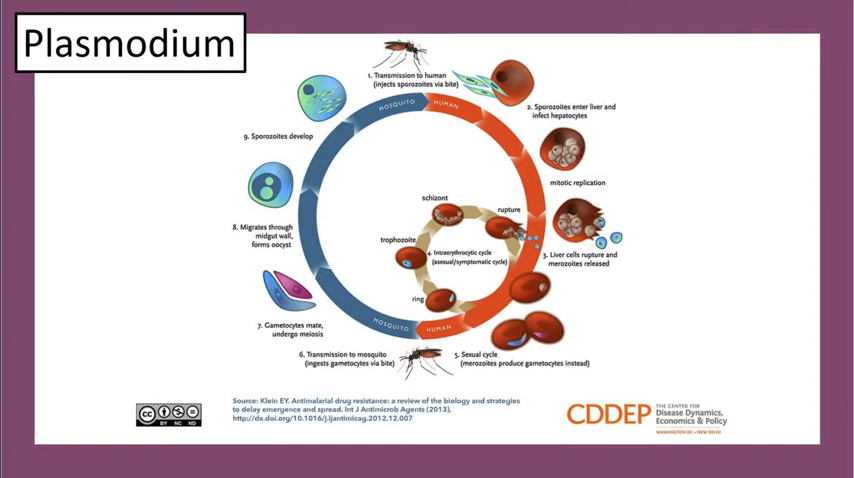 Plasmodium
1. Transmission to human
(injects sporozoites via bite)
MOSQUITO
HUMAN
2. Sporozoites enter liver and
infect hepatocytes
9. Sporozoites develop
mitotic replication
schizont
rupture
8. Migrates through
midgut wall,
forms oocyst
trophozoite
4. Intraerythrocytic cycle
(asexual/symptomatic cycle)
3. Liver cells rupture and
merozoites released
ring
7. Gametocytes mate,
undergo meiosis
MOSQUITO
HUMAN
6. Transmission to mosquito
(ingests gametocytes via bite)
5. Sexual cycle
(merozoites produce gametocytes instead)
Source: Klein EY. Antimalarial drug resistance: a review of the biology and strategies
to delay emergence and spread. Int J Antimicrob Agents (2013),
http://dx.doi.org/10.1016/j.ijantimicag.2012.12.007
cc
BY NC ND
CDDEP
THE CENTER FOR
Disease Dynamics,
Economics & Policy
WASHINGTON DC • NEW DELHI